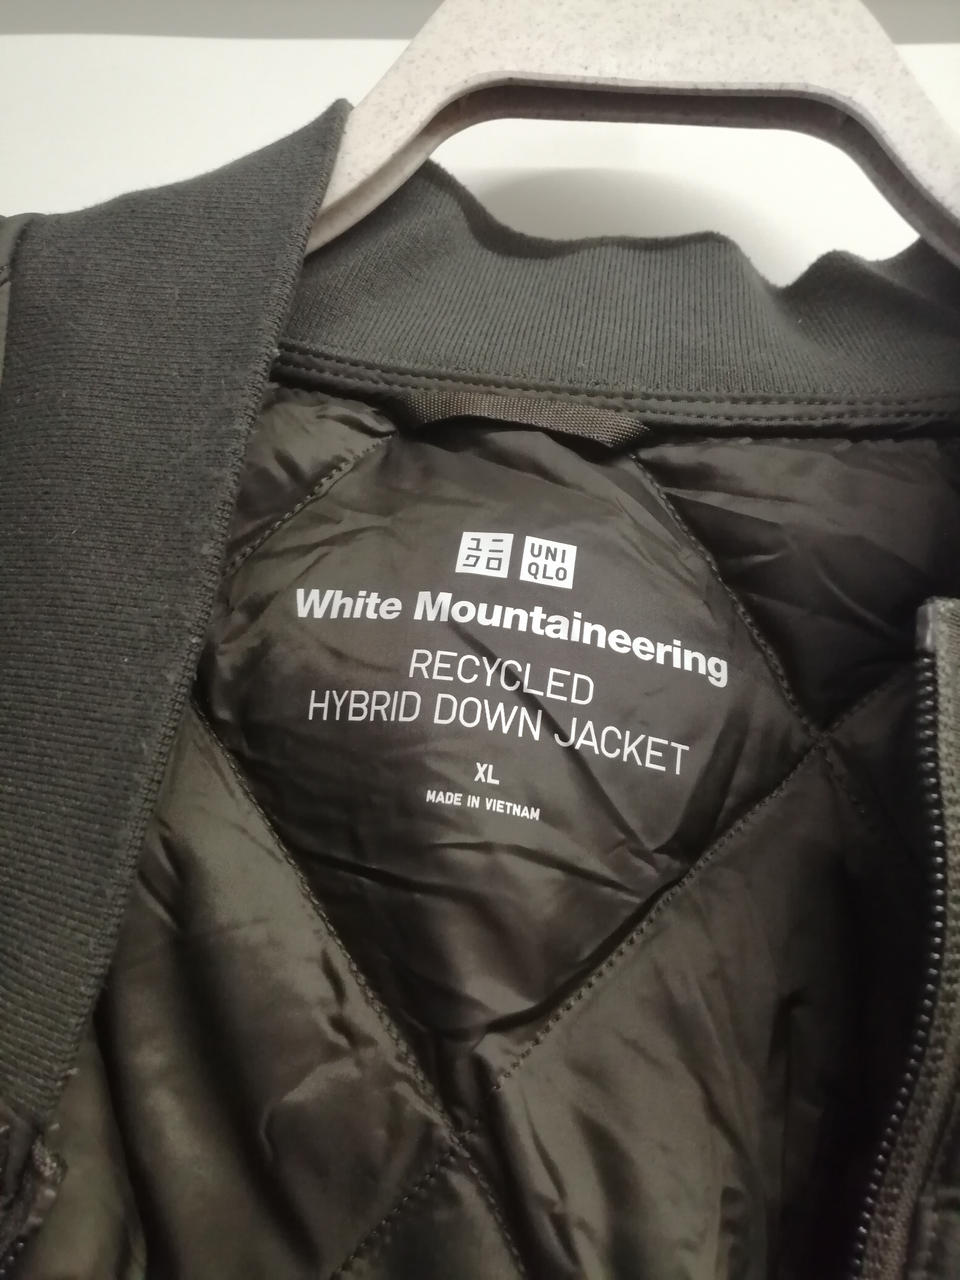 ユニ
クロ
UNI
QLO
White Mountaineering
RECYCLED
HYBRID DOWN JACKET
XL
MADE IN VIETNAM